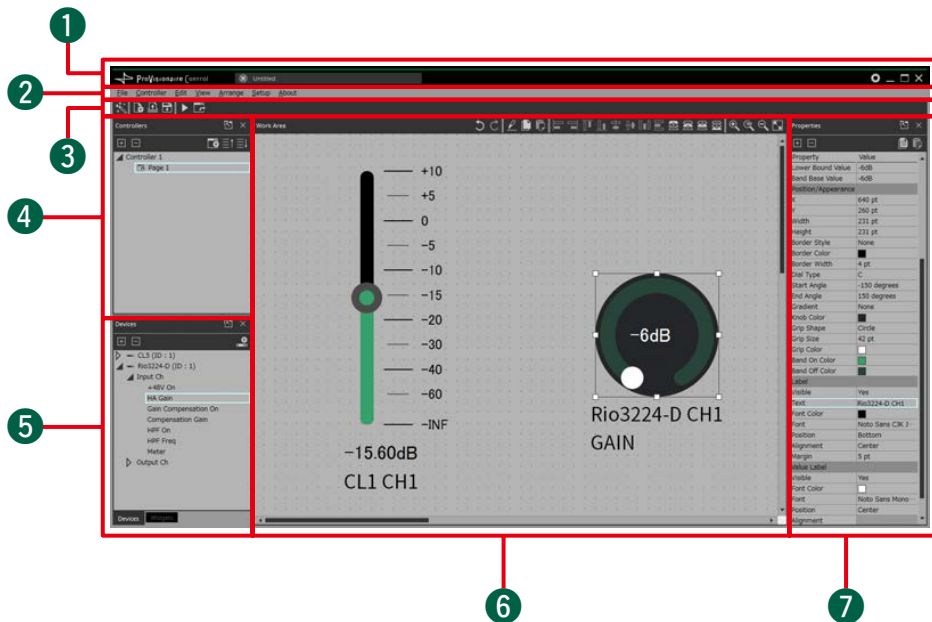 1
ProVisionaire Control
Untitled
2
File Controller Edit View Arrange Setup About
3
Controllers
Work Area
Properties
Controller 1
Page 1
4
+10
+5
0
-5
-10
-15
-20
-30
-40
-60
-INF
-15.60dB
CL1 CH1
-6dB
Rio3224-D CH1
GAIN
Property Value
Lower Bound Value -6dB
Band Base Value -6dB
Position/Appearance
X 640 pt
Y 260 pt
Width 231 pt
Height 231 pt
Border Style None
Border Color
Border Width 4 pt
Dial Type C
Start Angle -150 degrees
End Angle 150 degrees
Gradient None
Knob Color
Grip Shape Circle
Grip Size 42 pt
Grip Color
Band On Color
Band Off Color
Label
Visible Yes
Text Rio3224-D CH1
Font Color
Font Noto Sans CJK J
Position Bottom
Alignment Center
Margin 5 pt
Value Label
Visible Yes
Font Color
Font Noto Sans Mono
Position Center
Alignment
Devices
5
CL5 (ID : 1)
Rio3224-D (ID : 1)
Input Ch
+48V On
HA Gain
Gain Compensation On
Compensation Gain
HPF On
HPF Freq
Meter
Output Ch
Devices Widgets
6
7